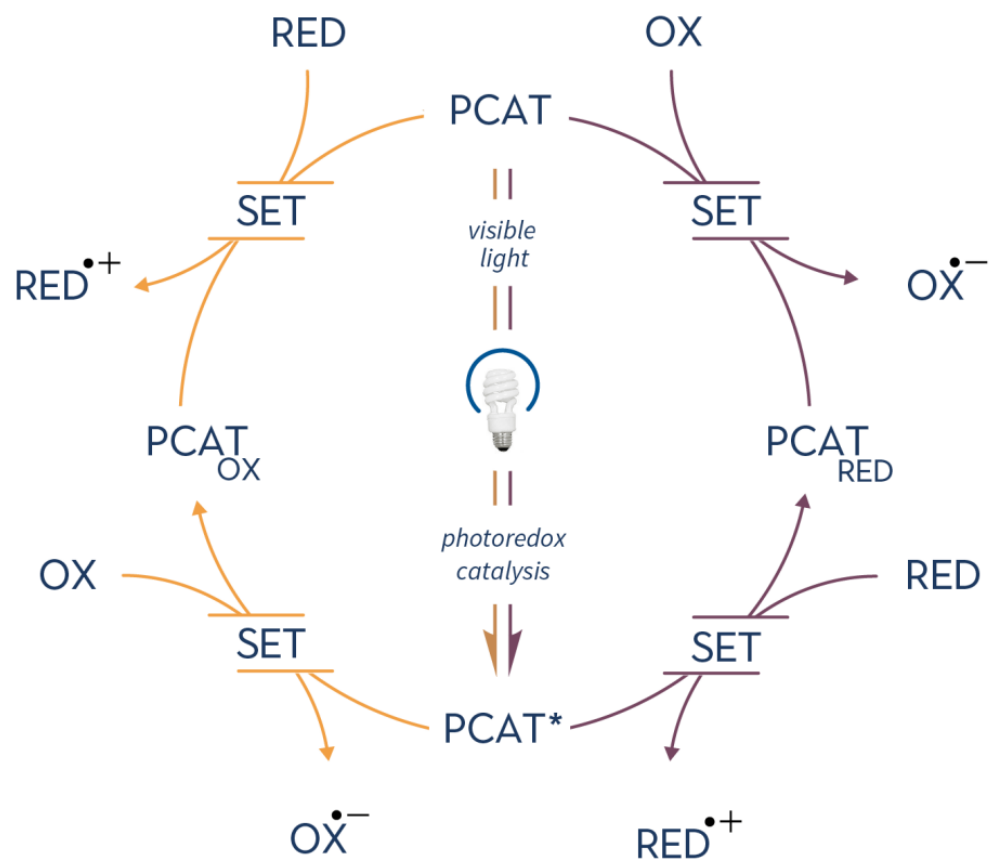 RED
OX
PCAT
SET
SET
visible
light
RED•+
OX•−
PCAT
OX
PCAT
RED
photoredox
catalysis
OX
RED
SET
SET
PCAT*
OX•−
RED•+